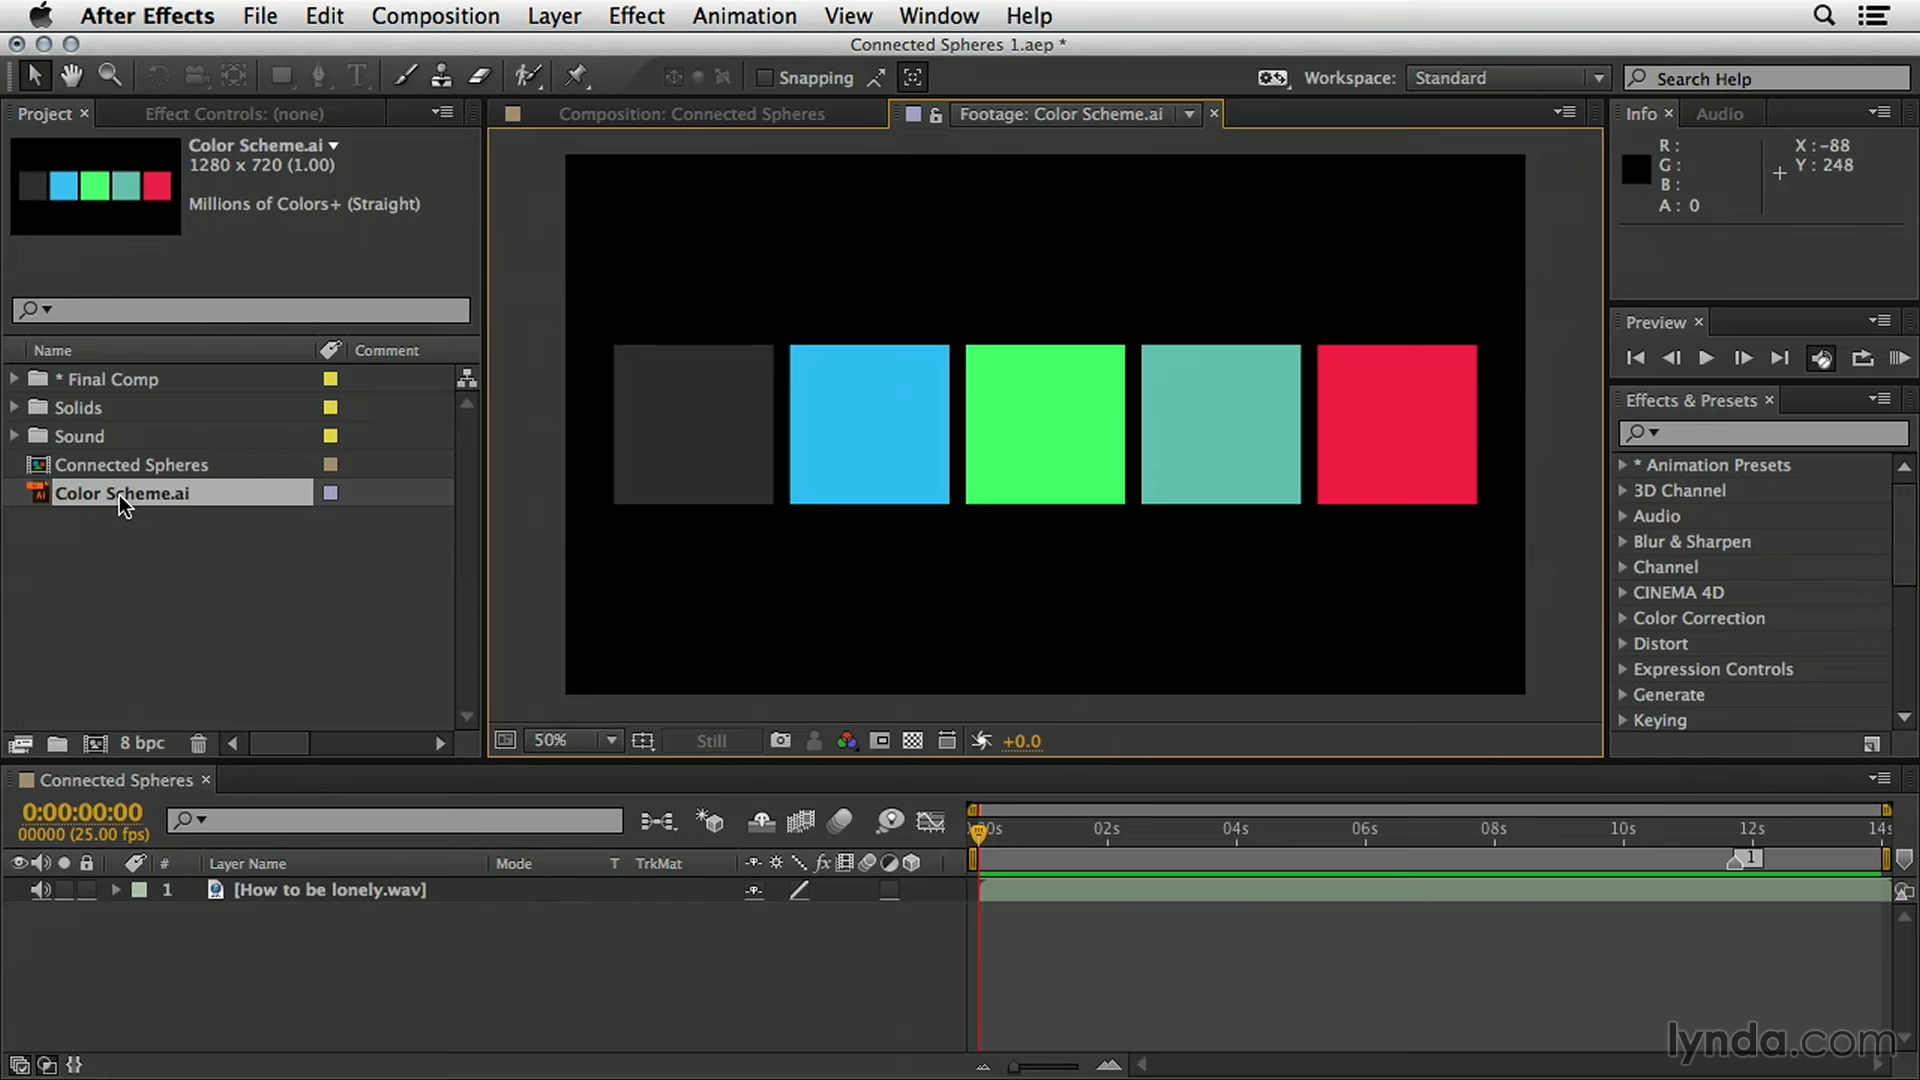 After Effects File Edit Composition Layer Effect Animation View Window Help
Connected Spheres 1.aep *
Snapping Workspace: Standard Search Help
Project Effect Controls: (none) Composition: Connected Spheres Footage: Color Scheme.ai Info Audio
Color Scheme.ai
1280 x 720 (1.00)
Millions of Colors+ (Straight)
R :
G :
B :
A : 0
X : -88
Y : 248
Preview
Name Comment
* Final Comp
Solids
Sound
Connected Spheres
Color Scheme.ai
Effects & Presets
* Animation Presets
3D Channel
Audio
Blur & Sharpen
Channel
CINEMA 4D
Color Correction
Distort
Expression Controls
Generate
Keying
8 bpc
50% Still +0.0
Connected Spheres
0:00:00:00
00000 (25.00 fps)
:00s 02s 04s 06s 08s 10s 12s 14s
# Layer Name Mode T TrkMat fx
1
1 [How to be lonely.wav]
lynda.com